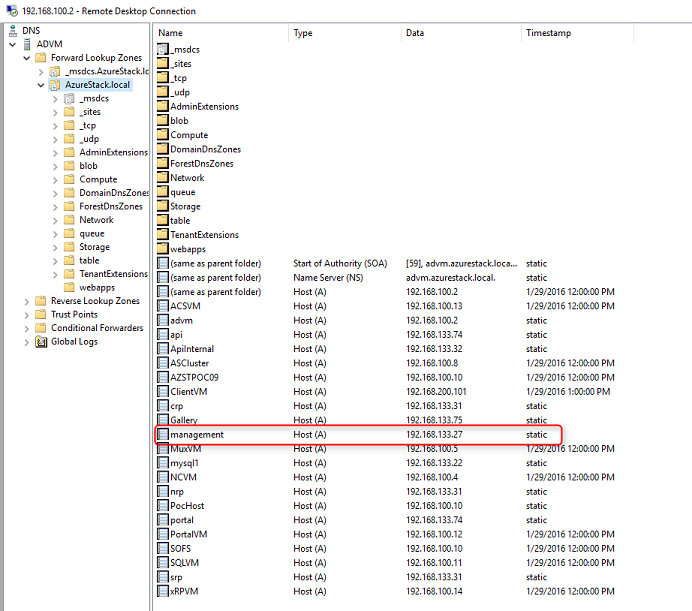 192.168.100.2 - Remote Desktop Connection
DNS
ADVM
Forward Lookup Zones
_msdcs.AzureStack.lc
AzureStack.local
_msdcs
_sites
_tcp
_udp
AdminExtensions
blob
Compute
DomainDnsZones
ForestDnsZones
Network
queue
Storage
table
TenantExtensions
webapps
Reverse Lookup Zones
Trust Points
Conditional Forwarders
Global Logs
Name Type Data Timestamp
_msdcs
_sites
_tcp
_udp
AdminExtensions
blob
Compute
DomainDnsZones
ForestDnsZones
Network
queue
Storage
table
TenantExtensions
webapps
(same as parent folder) Start of Authority (SOA) [59], advm.azurestack.loca... static
(same as parent folder) Name Server (NS) advm.azurestack.local. static
(same as parent folder) Host (A) 192.168.100.2 1/29/2016 12:00:00 PM
ACSVM Host (A) 192.168.100.13 1/29/2016 12:00:00 PM
advm Host (A) 192.168.100.2 static
api Host (A) 192.168.133.74 static
ApiInternal Host (A) 192.168.133.32 static
ASCluster Host (A) 192.168.100.8 1/29/2016 12:00:00 PM
AZSTPOC09 Host (A) 192.168.100.10 1/29/2016 12:00:00 PM
ClientVM Host (A) 192.168.200.101 1/29/2016 1:00:00 PM
crp Host (A) 192.168.133.31 static
Gallery Host (A) 192.168.133.75 static
management Host (A) 192.168.133.27 static
MuxVM Host (A) 192.168.100.5 1/29/2016 12:00:00 PM
mysql1 Host (A) 192.168.133.22 static
NCVM Host (A) 192.168.100.4 1/29/2016 12:00:00 PM
nrp Host (A) 192.168.133.31 static
PocHost Host (A) 192.168.100.10 static
portal Host (A) 192.168.133.74 static
PortalVM Host (A) 192.168.100.12 1/29/2016 12:00:00 PM
SOFS Host (A) 192.168.100.10 1/29/2016 12:00:00 PM
SQLVM Host (A) 192.168.100.11 1/29/2016 12:00:00 PM
srp Host (A) 192.168.133.31 static
xRPVM Host (A) 192.168.100.14 1/29/2016 12:00:00 PM